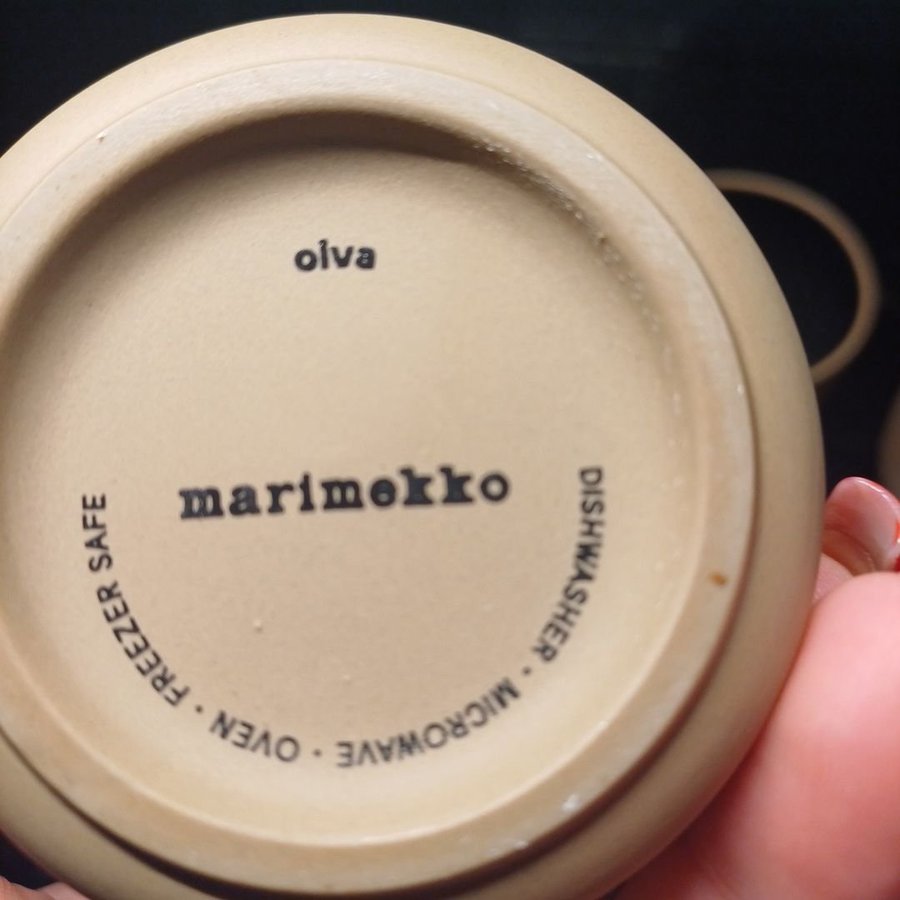 oiva
marimekko
DISHWASHER · MICROWAVE · OVEN · FREEZER SAFE